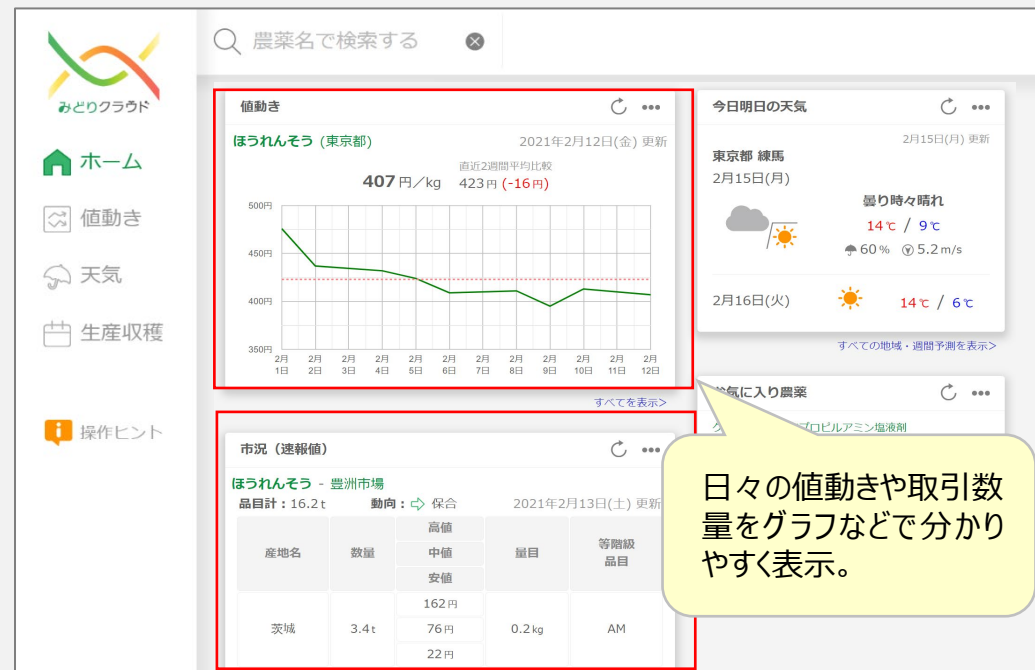 みどりクラウド
ホーム
値動き
天気
生産収穫
操作ヒント
農薬名で検索する
値動き
ほうれんそう (東京都)
2021年2月12日(金) 更新
直近2週間平均比較
407 円/kg 423円 (-16円)
500円
450円
400円
350円
2月 2月 2月 2月 2月 2月 2月 2月 2月 2月 2月 2月
1日 2日 3日 4日 5日 6日 7日 8日 9日 10日 11日 12日
すべてを表示>
市況（速報値）
ほうれんそう - 豊洲市場
品目計：16.2t 動向：⇨ 保合 2021年2月13日(土) 更新
産地名 数量 高値 中値 安値 量目 等階級 品目
茨城 3.4t 162円 76円 22円 0.2kg AM
今日明日の天気
2月15日(月) 更新
東京都 練馬
2月15日(月)
曇り時々晴れ
14℃ / 9℃
60% 5.2m/s
2月16日(火) 14℃ / 6℃
すべての地域・週間予測を表示>
気に入り農薬
プロピルアミン塩液剤
日々の値動きや取引数
量をグラフなどで分かり
やすく表示。